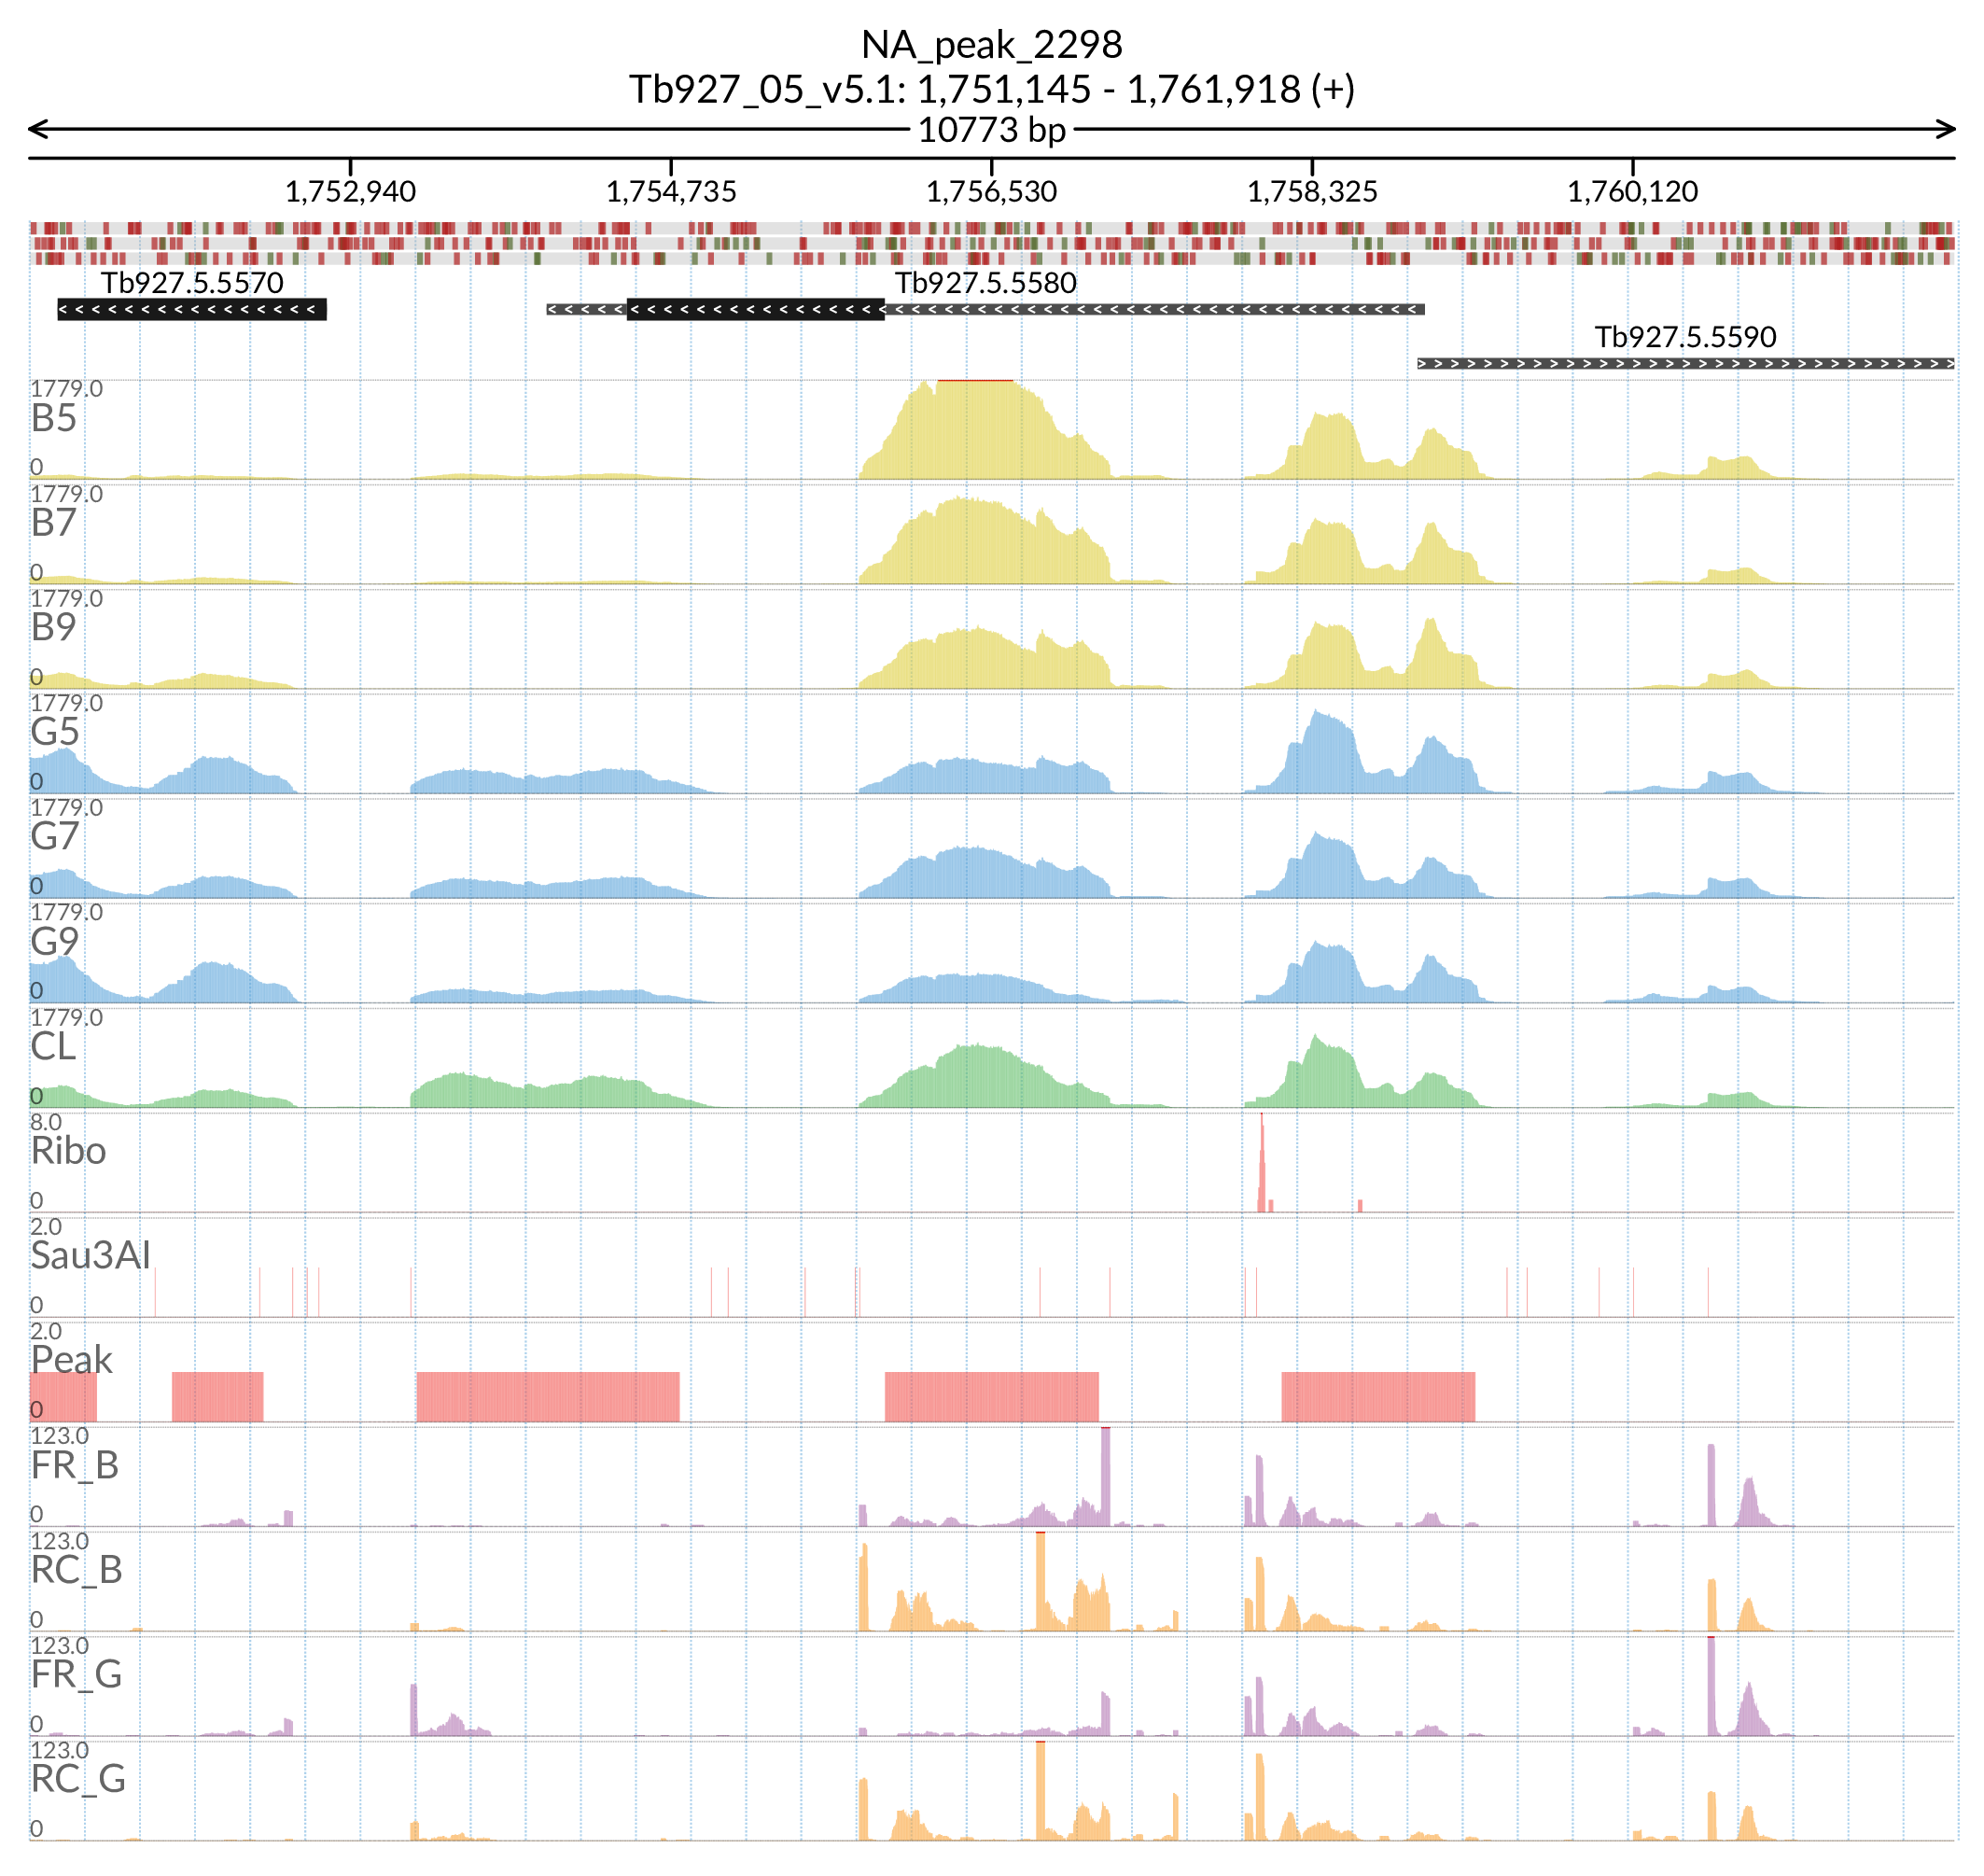 NA_peak_2298
Tb927_05_v5.1: 1,751,145 - 1,761,918 (+)
10773 bp
1,752,940 1,754,735 1,756,530 1,758,325 1,760,120
Tb927.5.5570 Tb927.5.5580
Tb927.5.5590
1779.0
B5
0
1779.0
B7
0
1779.0
B9
0
1779.0
G5
0
1779.0
G7
0
1779.0
G9
0
1779.0
CL
0
8.0
Ribo
0
2.0
Sau3AI
0
2.0
Peak
0
123.0
FR_B
0
123.0
RC_B
0
123.0
FR_G
0
123.0
RC_G
0